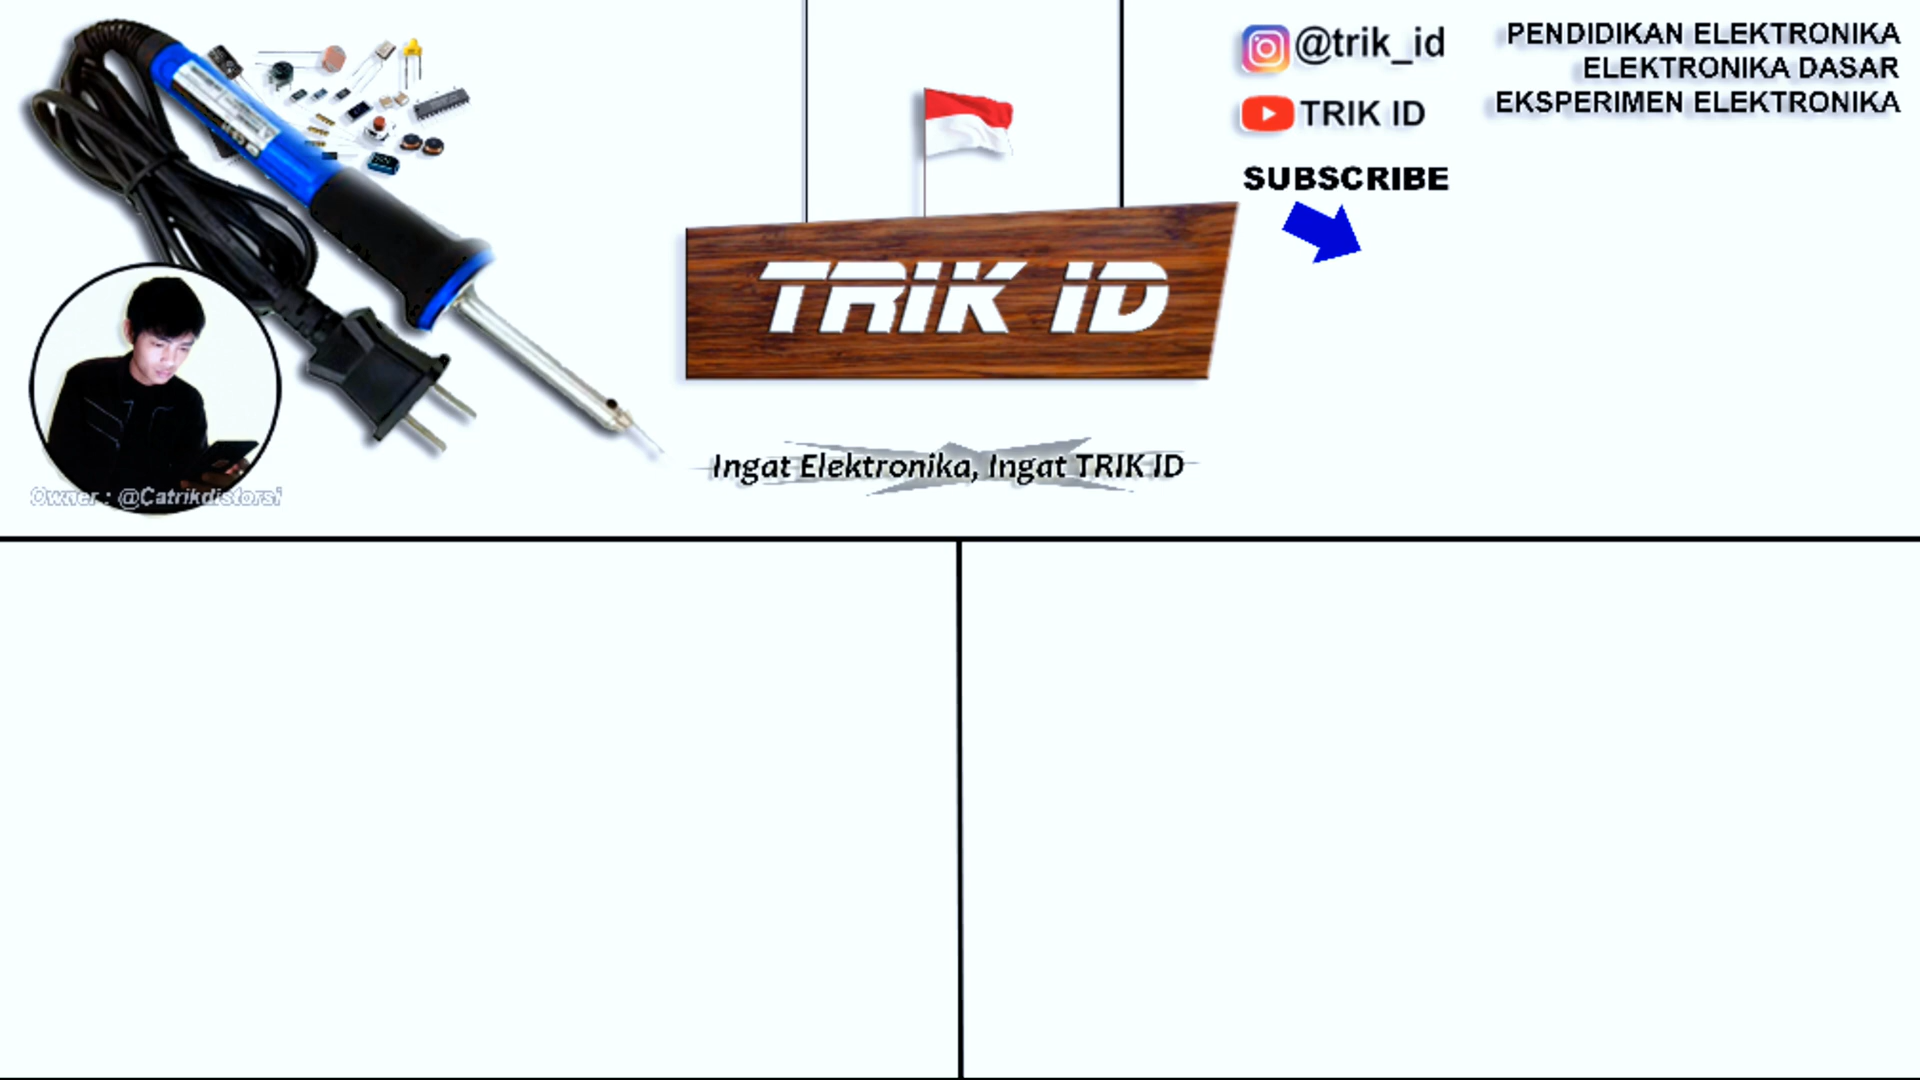 @trik_id
TRIK ID
SUBSCRIBE
PENDIDIKAN ELEKTRONIKA
ELEKTRONIKA DASAR
EKSPERIMEN ELEKTRONIKA
TRIK ID
Ingat Elektronika, Ingat TRIK ID
Owner : @Catrikdistorsi